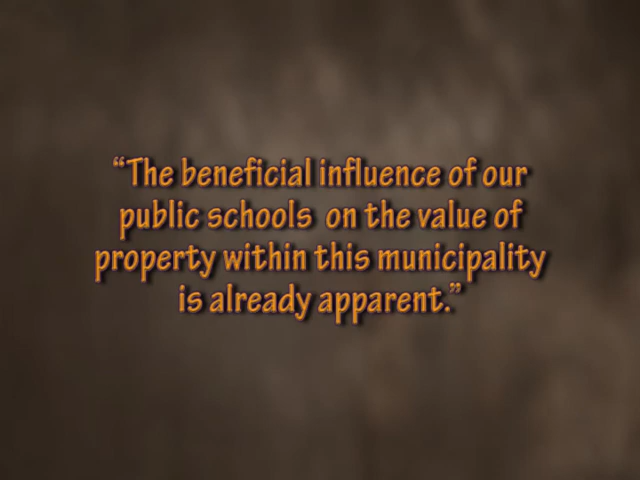 “The beneficial influence of our
public schools  on the value of
property within this municipality
is already apparent.”